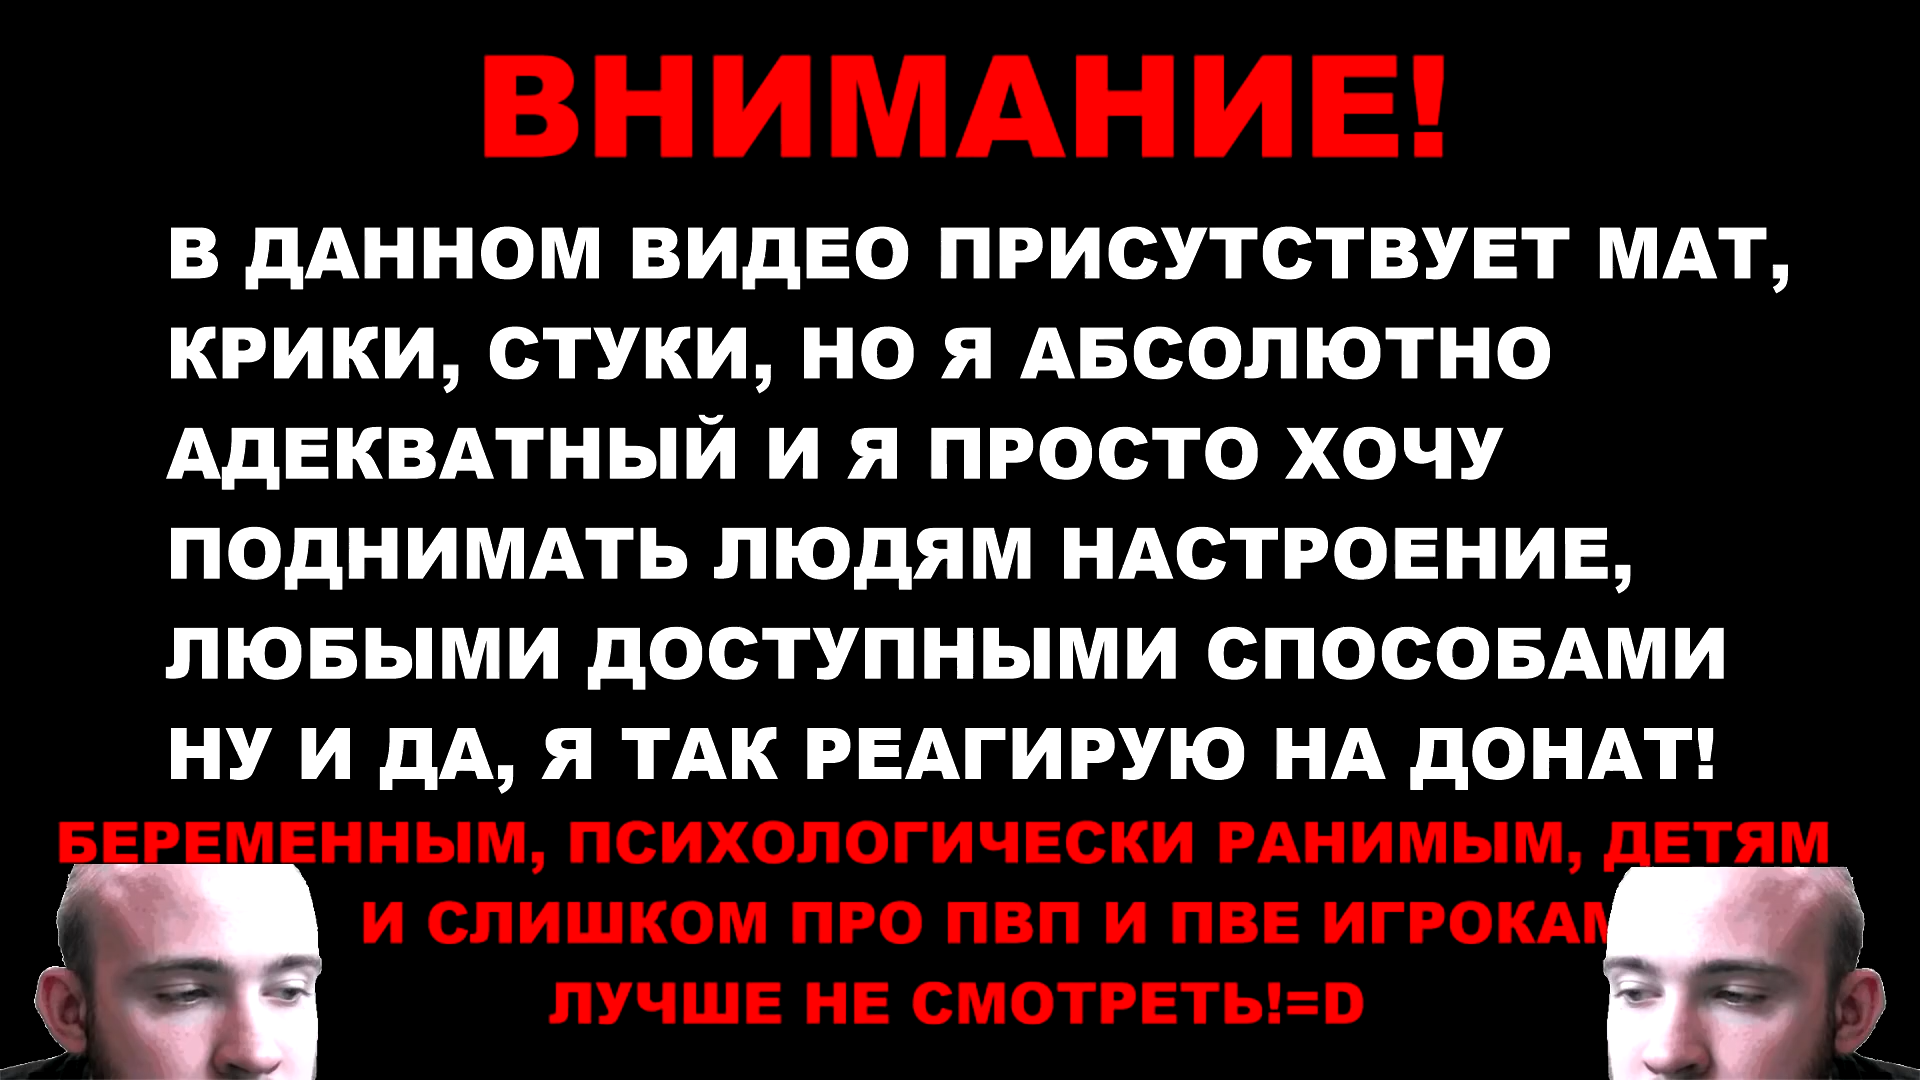 ВНИМАНИЕ!
В ДАННОМ ВИДЕО ПРИСУТСТВУЕТ МАТ,
КРИКИ, СТУКИ, НО Я АБСОЛЮТНО
АДЕКВАТНЫЙ И Я ПРОСТО ХОЧУ
ПОДНИМАТЬ ЛЮДЯМ НАСТРОЕНИЕ,
ЛЮБЫМИ ДОСТУПНЫМИ СПОСОБАМИ
НУ И ДА, Я ТАК РЕАГИРУЮ НА ДОНАТ!
БЕРЕМЕННЫМ, ПСИХОЛОГИЧЕСКИ РАНИМЫМ, ДЕТЯМ
И СЛИШКОМ ПРО ПВП И ПВЕ ИГРОКАМ
ЛУЧШЕ НЕ СМОТРЕТЬ!=D